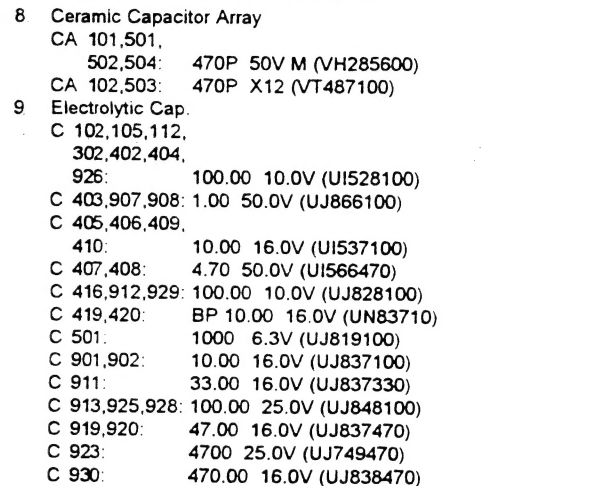 8 Ceramic Capacitor Array
CA 101,501,
502,504: 470P 50V M (VH285600)
CA 102,503: 470P X12 (VT487100)
9 Electrolytic Cap.
C 102,105,112,
302,402,404,
926: 100.00 10.0V (UI528100)
C 403,907,908: 1.00 50.0V (UJ866100)
C 405,406,409,
410: 10.00 16.0V (UI537100)
C 407,408: 4.70 50.0V (UI566470)
C 416,912,929: 100.00 10.0V (UJ828100)
C 419,420: BP 10.00 16.0V (UN83710)
C 501: 1000 6.3V (UJ819100)
C 901,902: 10.00 16.0V (UJ837100)
C 911: 33.00 16.0V (UJ837330)
C 913,925,928: 100.00 25.0V (UJ848100)
C 919,920: 47.00 16.0V (UJ837470)
C 923: 4700 25.0V (UJ749470)
C 930: 470.00 16.0V (UJ838470)